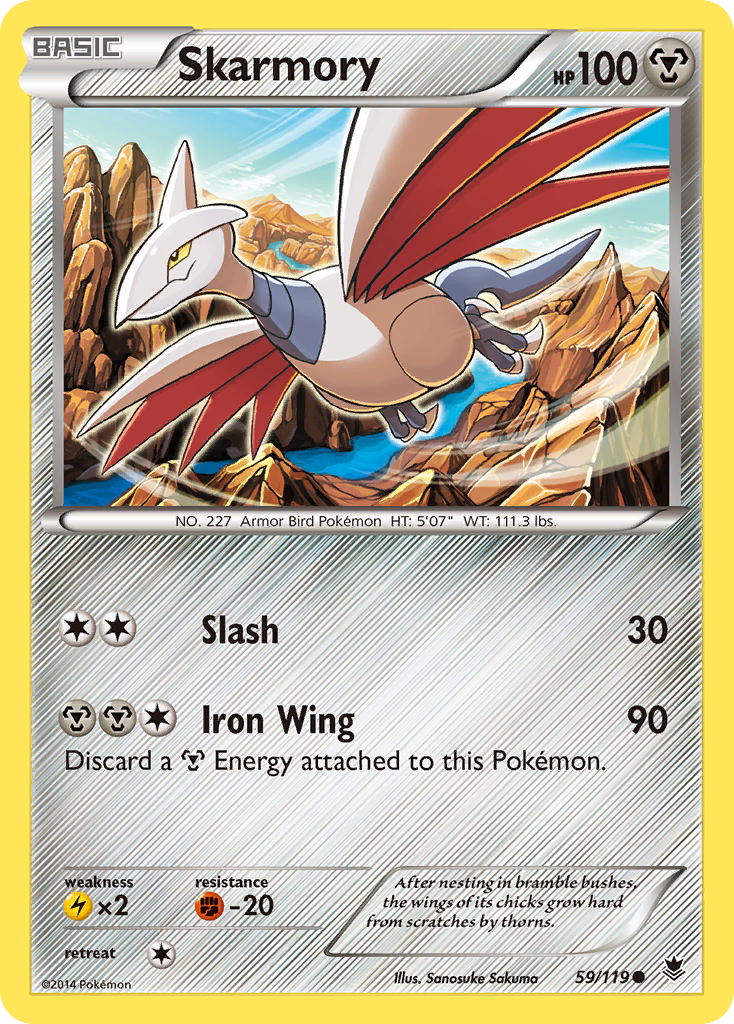 BASIC
Skarmory
HP 100
NO. 227 Armor Bird Pokémon HT: 5'07" WT: 111.3 lbs.
Slash 30
Iron Wing 90
Discard a Energy attached to this Pokémon.
weakness
×2
resistance
-20
retreat
After nesting in bramble bushes,
the wings of its chicks grow hard
from scratches by thorns.
©2014 Pokémon
Illus. Sanosuke Sakuma
59/119